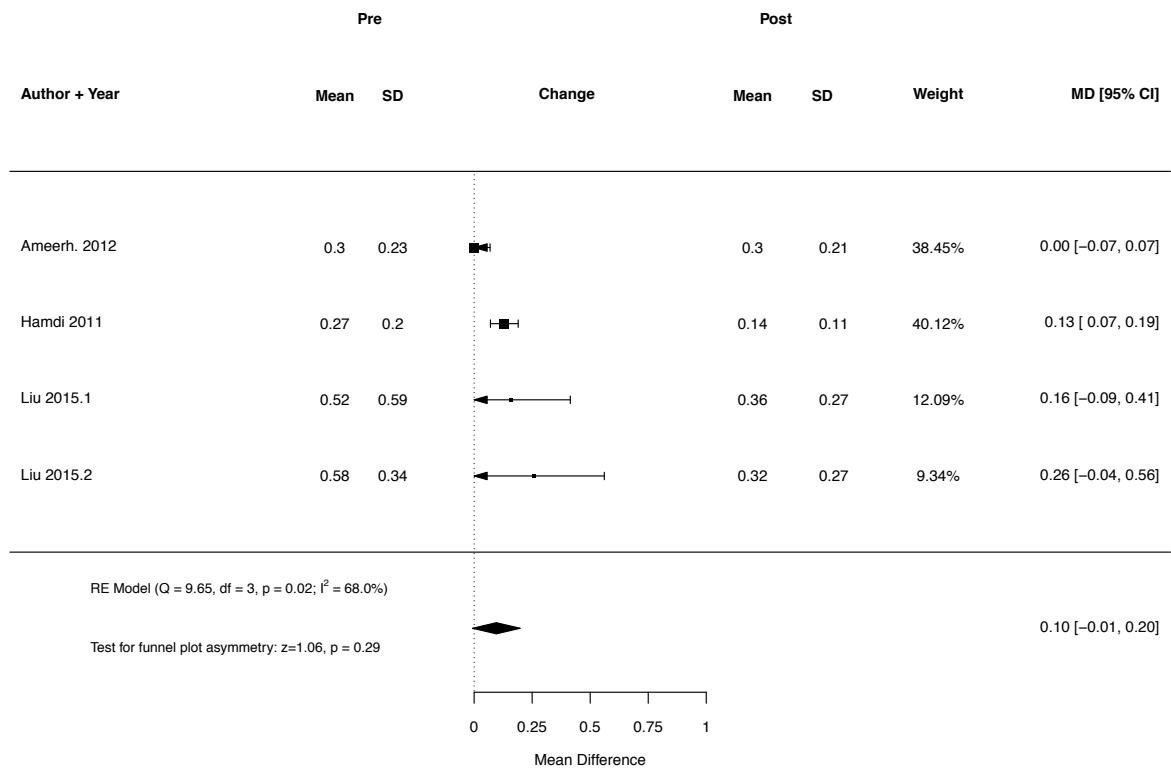 Pre Post
Author + Year Mean SD Change Mean SD Weight MD [95% CI]
Ameerh. 2012 0.3 0.23 0.3 0.21 38.45% 0.00 [−0.07, 0.07]
Hamdi 2011 0.27 0.2 0.14 0.11 40.12% 0.13 [ 0.07, 0.19]
Liu 2015.1 0.52 0.59 0.36 0.27 12.09% 0.16 [−0.09, 0.41]
Liu 2015.2 0.58 0.34 0.32 0.27 9.34% 0.26 [−0.04, 0.56]
RE Model (Q = 9.65, df = 3, p = 0.02; I² = 68.0%)
0.10 [−0.01, 0.20]
Test for funnel plot asymmetry: z=1.06, p = 0.29
0 0.25 0.5 0.75 1
Mean Difference